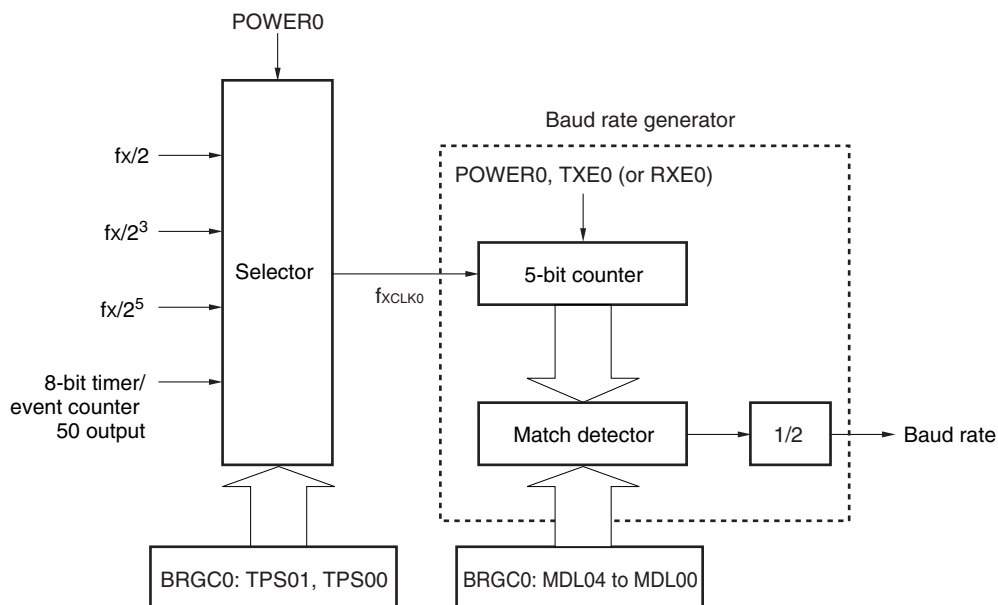 POWER0
Baud rate generator
fx/2
POWER0, TXE0 (or RXE0)
fx/2³
Selector
5-bit counter
fXCLK0
fx/2⁵
8-bit timer/
event counter
50 output
Match detector
1/2
Baud rate
BRGC0: TPS01, TPS00
BRGC0: MDL04 to MDL00